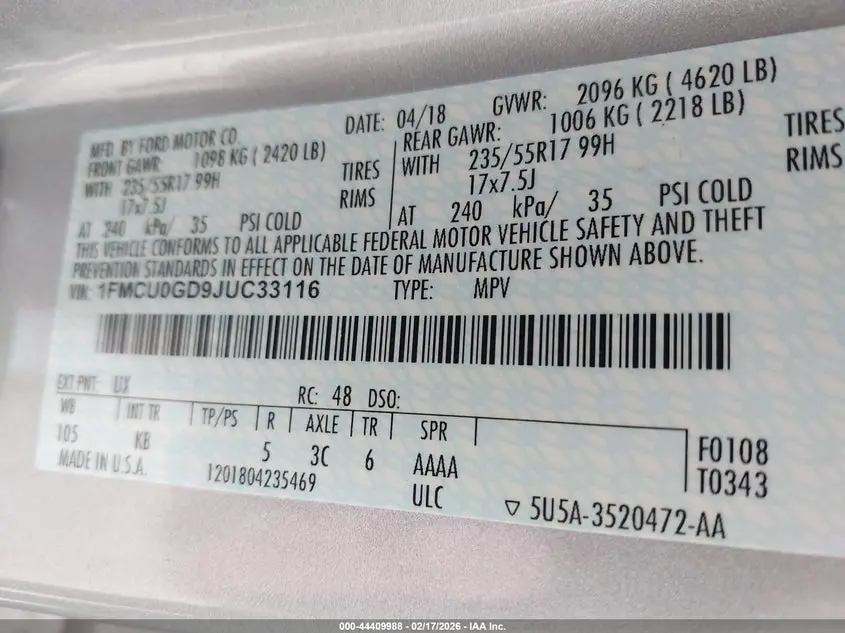 MFD. BY FORD MOTOR CO. DATE: 04/18 GVWR: 2096 KG ( 4620 LB)
FRONT GAWR: 1098 KG ( 2420 LB) REAR GAWR: 1006 KG ( 2218 LB)
WITH 235/55R17 99H TIRES WITH 235/55R17 99H TIRES
17x7.5J RIMS 17x7.5J RIMS
AT 240 kPa/ 35 PSI COLD AT 240 kPa/ 35 PSI COLD
THIS VEHICLE CONFORMS TO ALL APPLICABLE FEDERAL MOTOR VEHICLE SAFETY AND THEFT
PREVENTION STANDARDS IN EFFECT ON THE DATE OF MANUFACTURE SHOWN ABOVE.
VIN: 1FMCU0GD9JUC33116 TYPE: MPV
EXT PNT: UX RC: 48 DSO:
WB INT TR TP/PS R AXLE TR SPR
105 KB 5 3C 6 AAAA F0108
MADE IN U.S.A. 1201804235469 ULC T0343
▽ 5U5A-3520472-AA
000-44409988 - 02/17/2026 - IAA Inc.